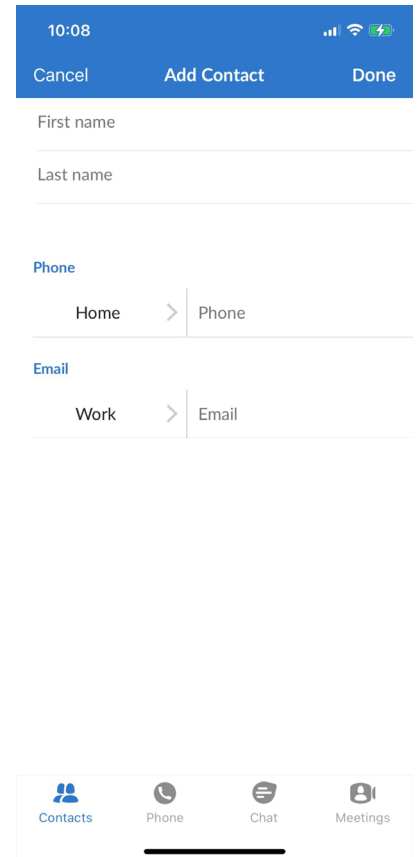 10:08
Cancel Add Contact Done
First name
Last name
Phone
Home Phone
Email
Work Email
Contacts Phone Chat Meetings